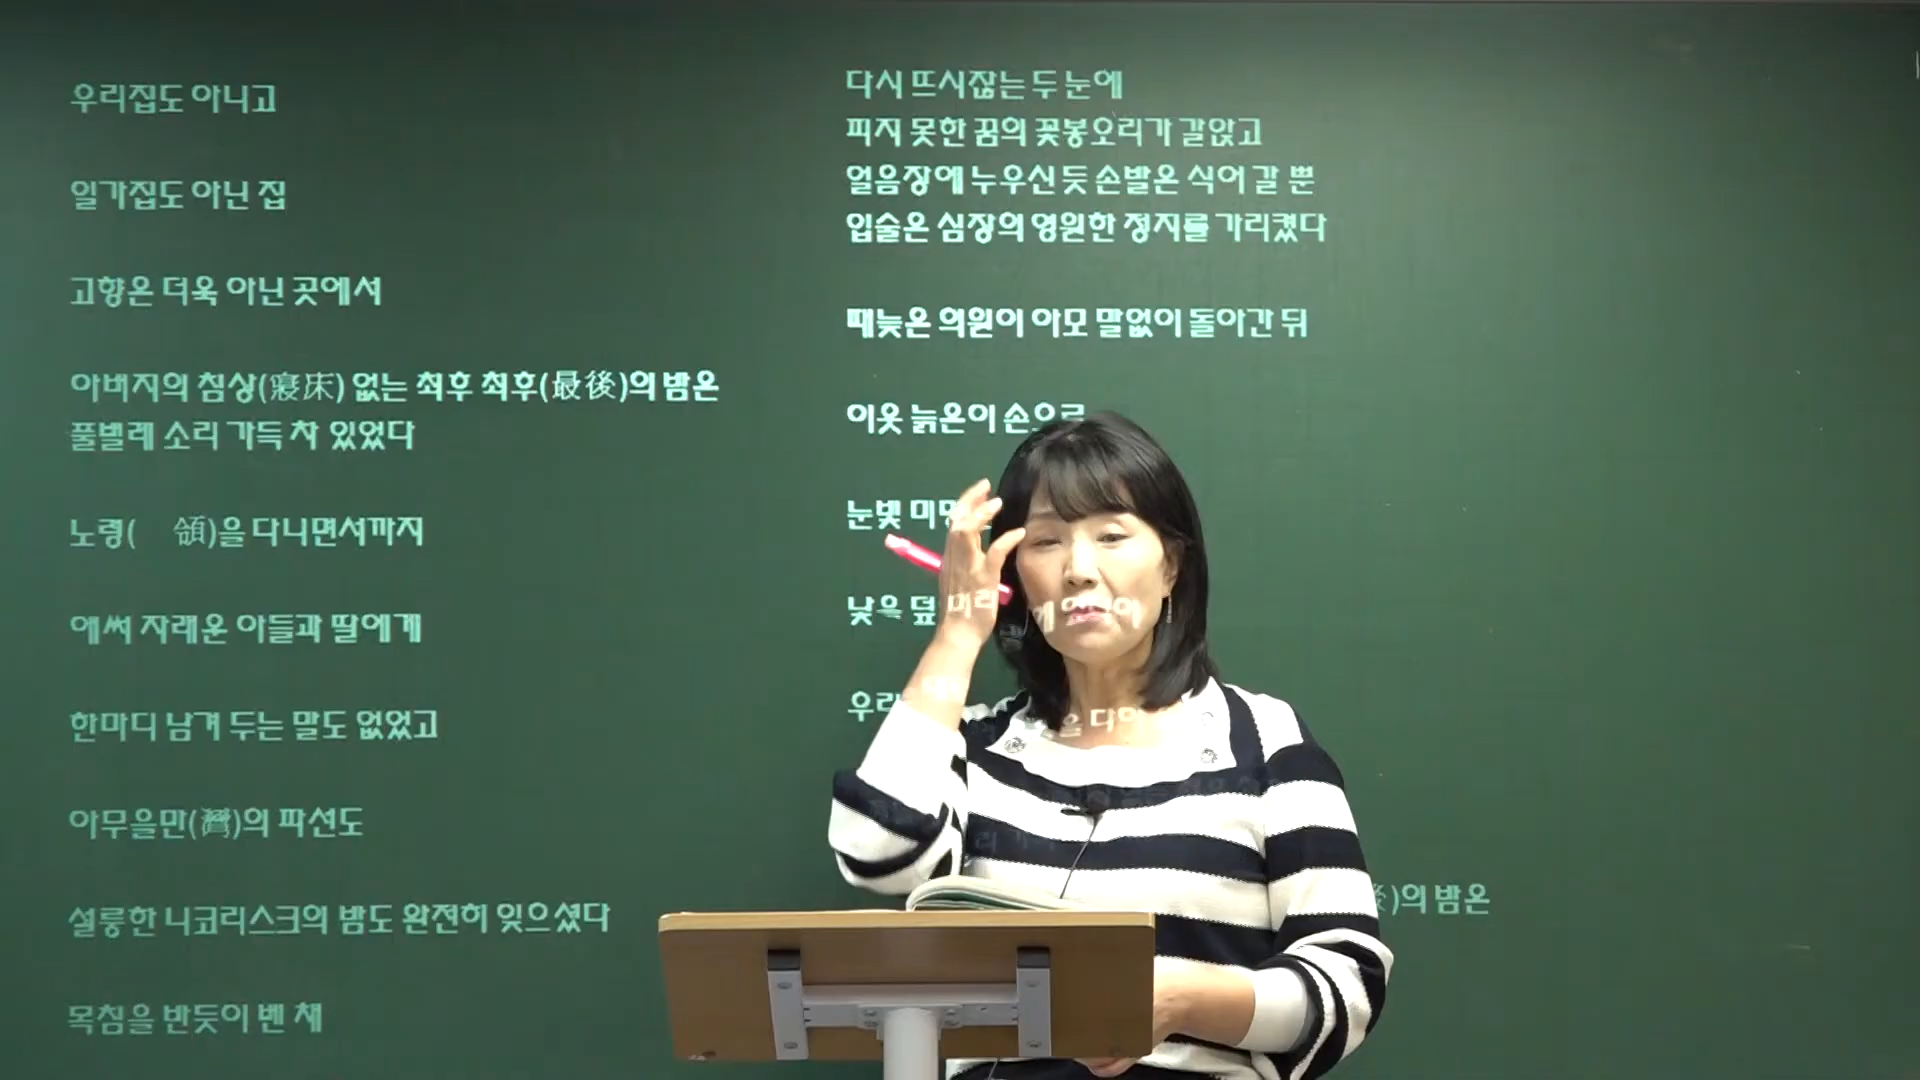 우리집도 아니고
일가집도 아닌 집
고향은 더욱 아닌 곳에서
아버지의 침상(寢床) 없는 최후 최후(最後)의 밤은
풀벌레 소리 가득 차 있었다
노령( 領)을 다니면서까지
애써 자래운 아들과 딸에게
한마디 남겨 두는 말도 없었고
아무을만(灣)의 파선도
설룽한 니코리스크의 밤도 완전히 잊으셨다
목침을 반듯이 벤 채
다시 뜨시잖는 두 눈에
피지 못한 꿈의 꽃봉오리가 갈앉고
얼음장에 누우신 듯 손발은 식어 갈 뿐
입술은 심장의 영원한 정지를 가리켰다
때늦은 의원이 아모 말없이 돌아간 뒤
이웃 늙은이 손으로
눈빛
낯을
)의 밤은